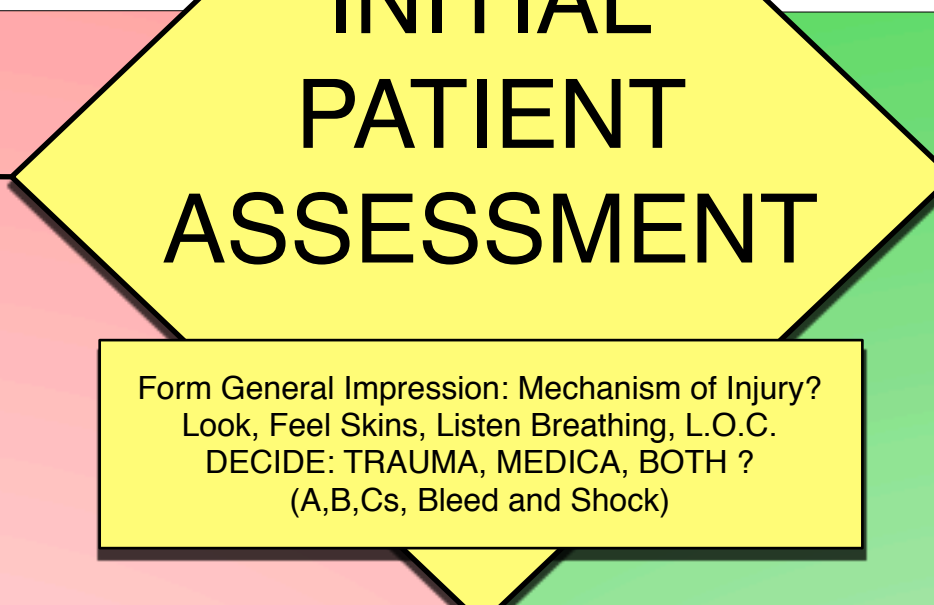 INITIAL
PATIENT
ASSESSMENT
Form General Impression: Mechanism of Injury?
Look, Feel Skins, Listen Breathing, L.O.C.
DECIDE: TRAUMA, MEDICA, BOTH ?
(A,B,Cs, Bleed and Shock)